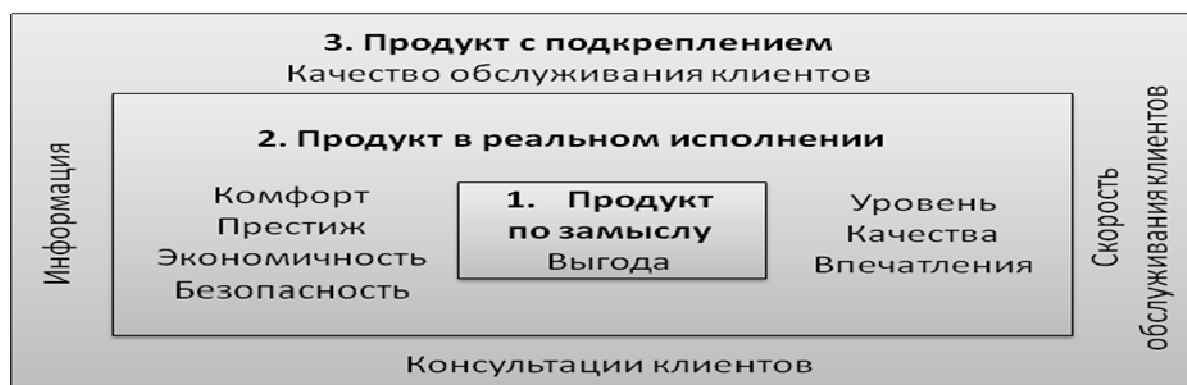 3. Продукт с подкреплением
Качество обслуживания клиентов
Информация
2. Продукт в реальном исполнении
Комфорт
Престиж
Экономичность
Безопасность
1. Продукт
по замыслу
Выгода
Уровень
Качества
Впечатления
Скорость
обслуживания клиентов
Консультации клиентов